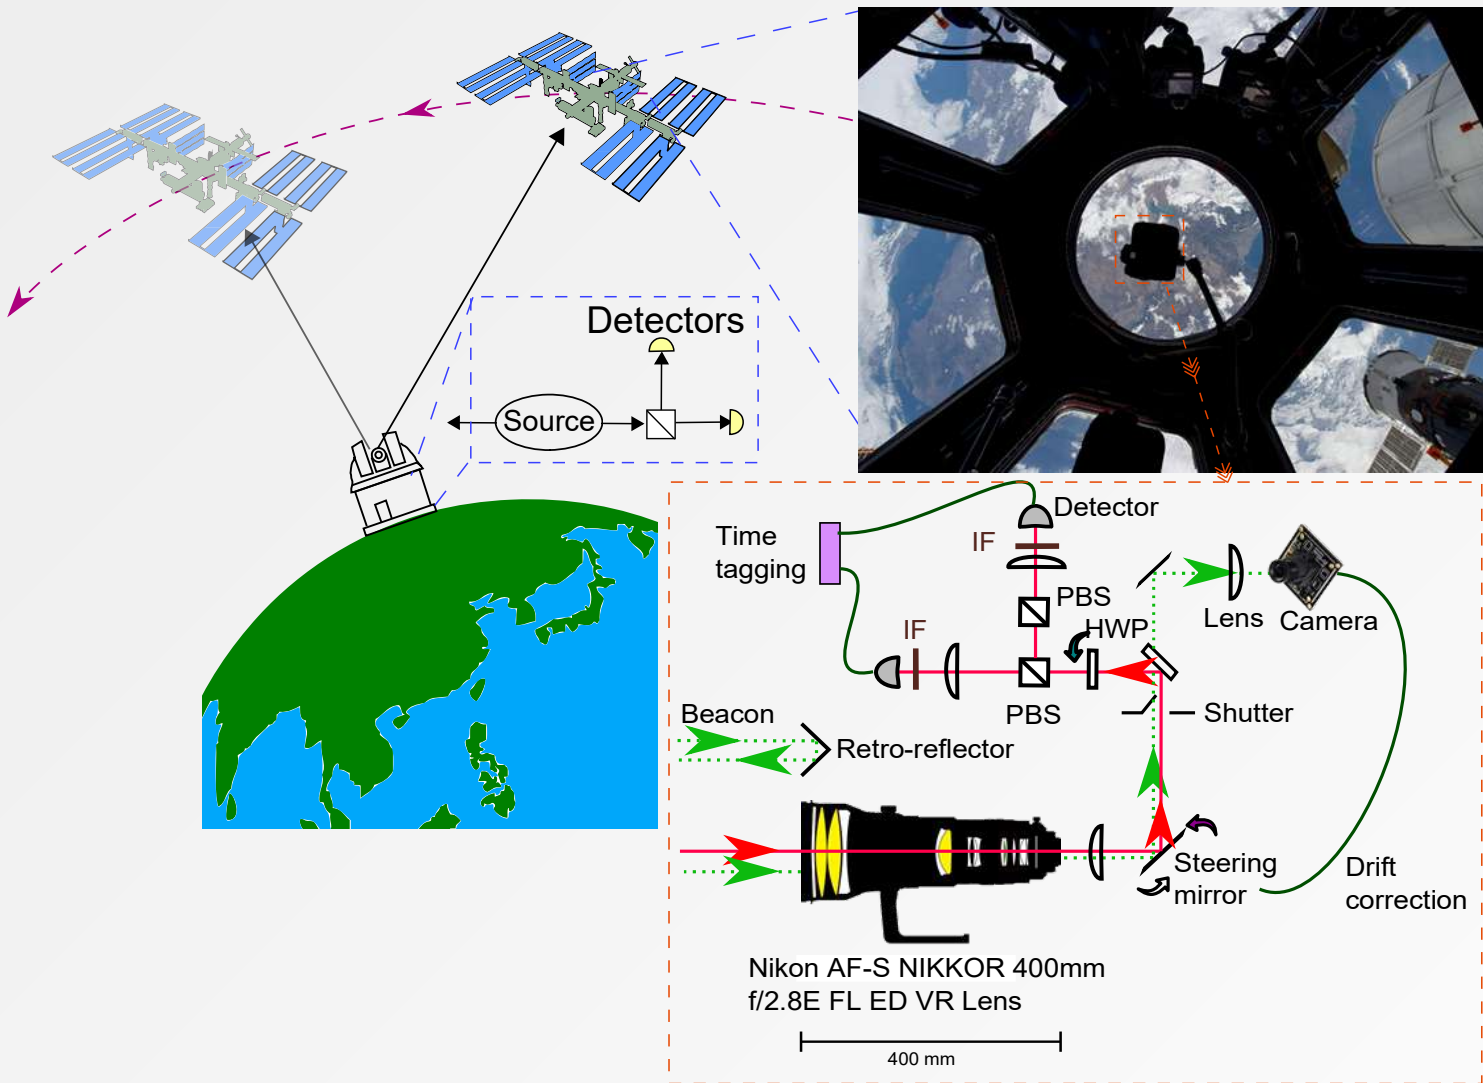 Detectors
Source
Detector
IF
Time
tagging
PBS
HWP
Lens
Camera
IF
PBS
Shutter
Beacon
Retro-reflector
Steering
mirror
Drift
correction
Nikon AF-S NIKKOR 400mm
f/2.8E FL ED VR Lens
400 mm